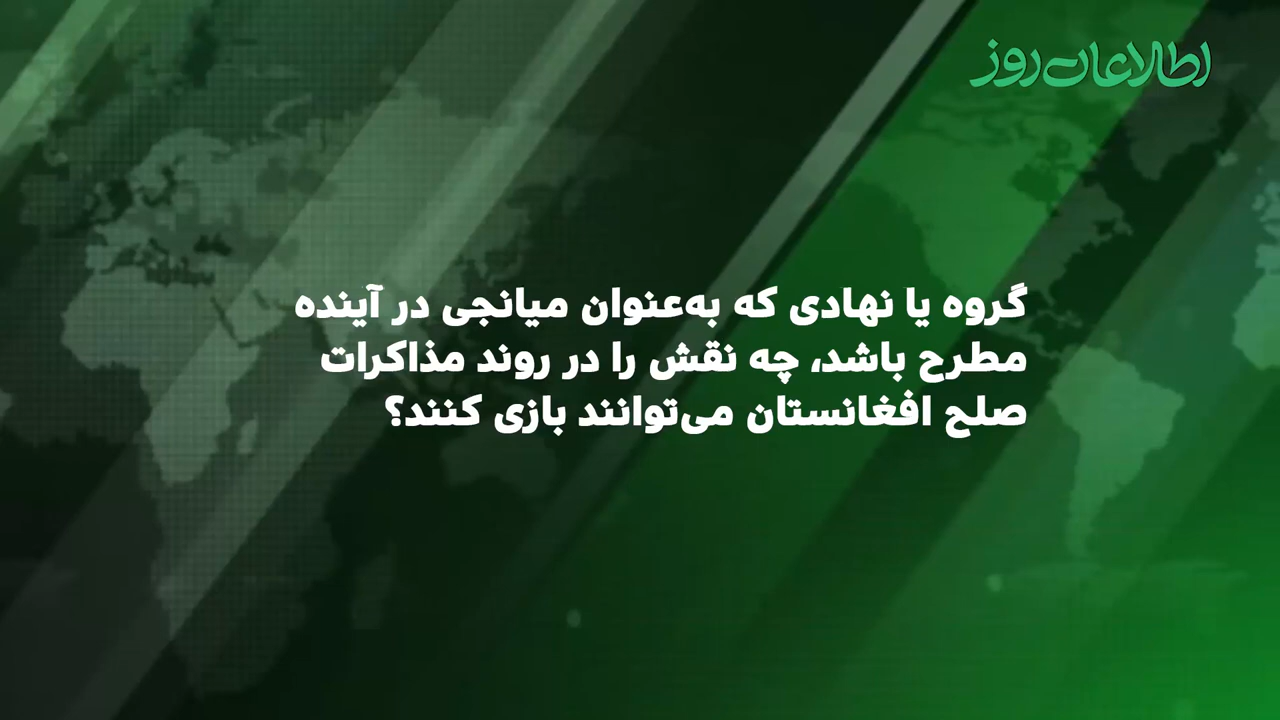 اطلاعات روز
گروه یا نهادی که به‌عنوان میانجی در آینده
مطرح باشد، چه نقش را در روند مذاکرات
صلح افغانستان می‌توانند بازی کنند؟